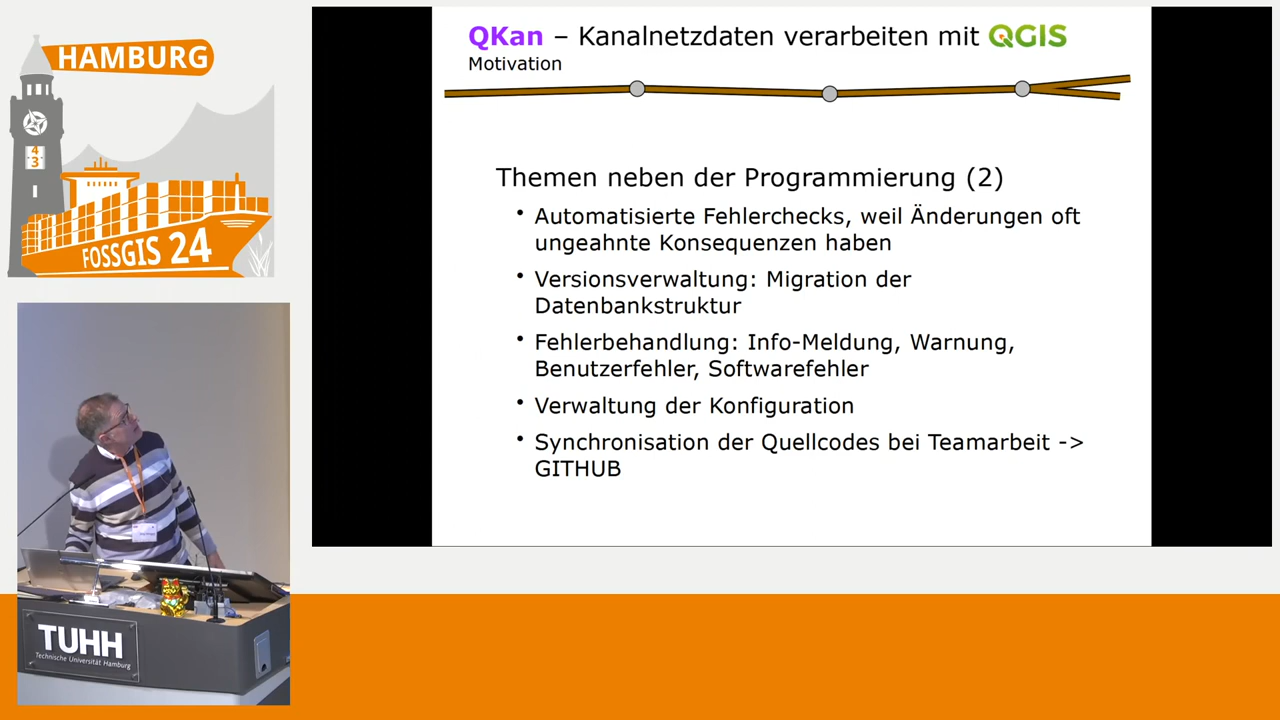 HAMBURG
4
3
FOSSGIS 24
QKan – Kanalnetzdaten verarbeiten mit QGIS
Motivation
Themen neben der Programmierung (2)
• Automatisierte Fehlerchecks, weil Änderungen oft
ungeahnte Konsequenzen haben
• Versionsverwaltung: Migration der
Datenbankstruktur
• Fehlerbehandlung: Info-Meldung, Warnung,
Benutzerfehler, Softwarefehler
• Verwaltung der Konfiguration
• Synchronisation der Quellcodes bei Teamarbeit ->
GITHUB
TUHH
Technische Universität Hamburg